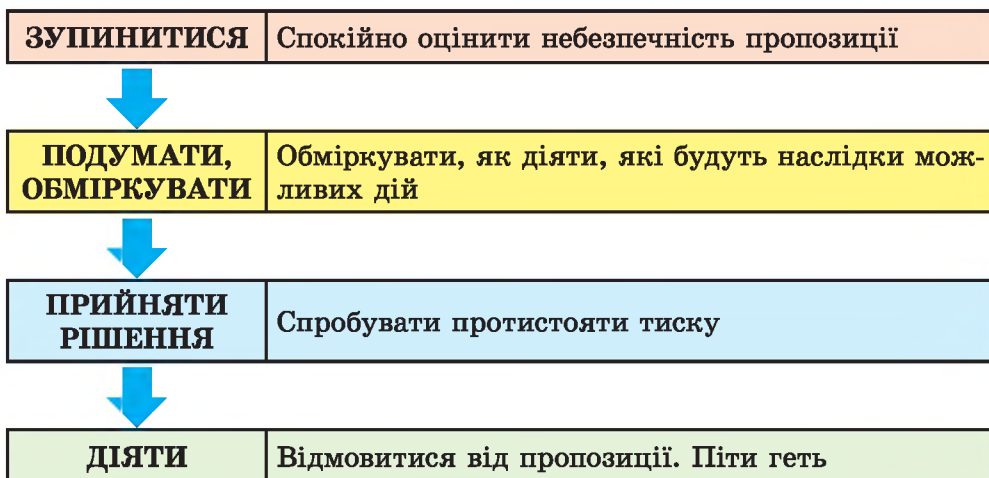 ЗУПИНИТИСЯ
Спокійно оцінити небезпечність пропозиції
ПОДУМАТИ,
ОБМІРКУВАТИ
Обміркувати, як діяти, які будуть наслідки мож-
ливих дій
ПРИЙНЯТИ
РІШЕННЯ
Спробувати протистояти тиску
ДІЯТИ
Відмовитися від пропозиції. Піти геть